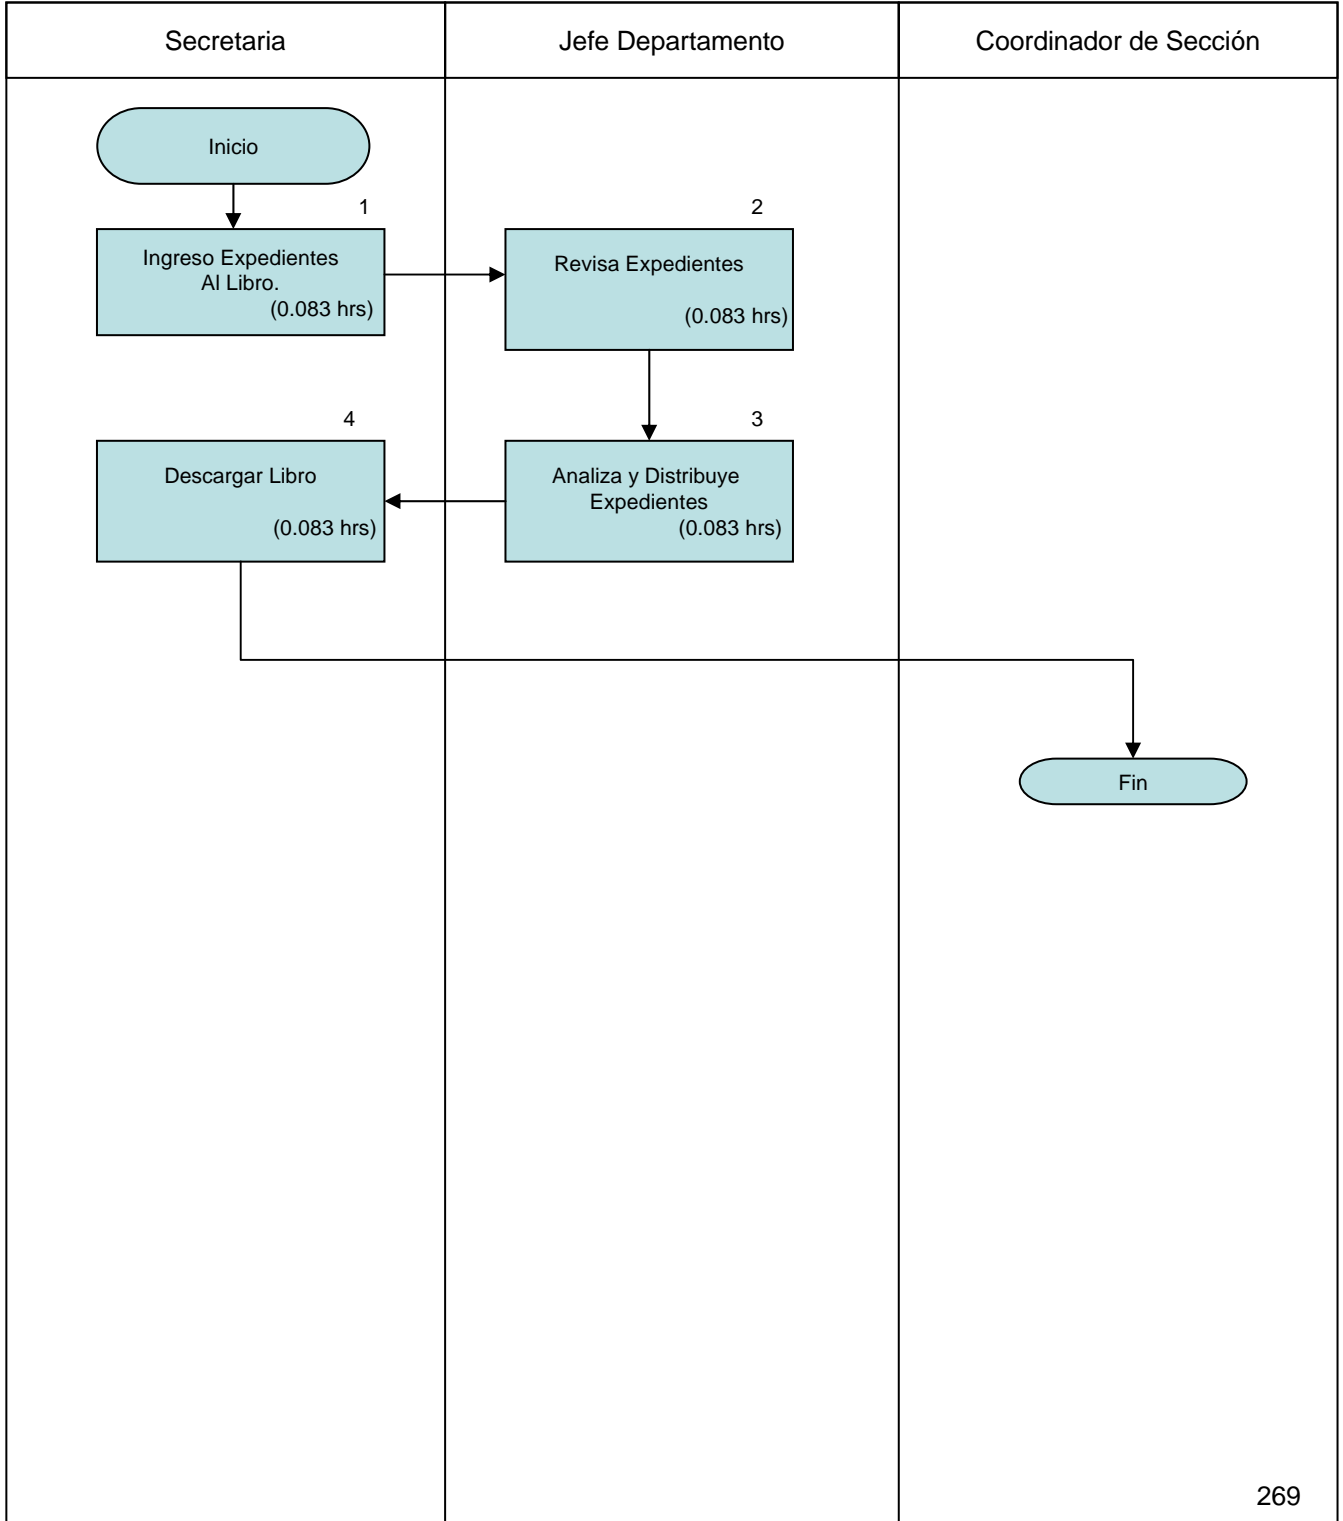 Secretaria
Jefe Departamento
Coordinador de Sección
Inicio
1
Ingreso Expedientes
Al Libro.
(0.083 hrs)
2
Revisa Expedientes
(0.083 hrs)
3
Analiza y Distribuye
Expedientes
(0.083 hrs)
4
Descargar Libro
(0.083 hrs)
Fin
269